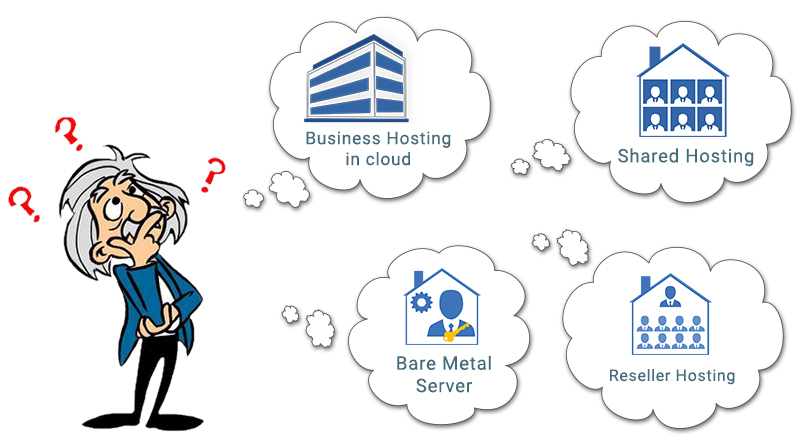 ? ? ?
Business Hosting
in cloud
Shared Hosting
Bare Metal
Server
Reseller Hosting